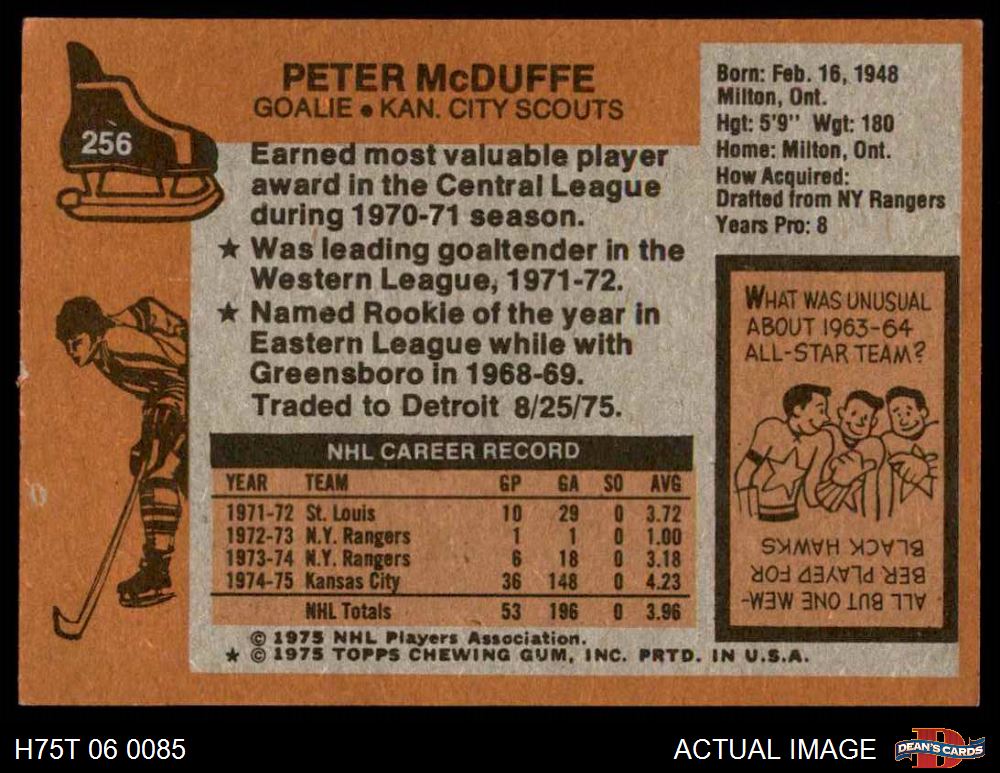 256
PETER McDUFFE
GOALIE • KAN. CITY SCOUTS
Earned most valuable player
award in the Central League
during 1970-71 season.
★ Was leading goaltender in the
Western League, 1971-72.
★ Named Rookie of the year in
Eastern League while with
Greensboro in 1968-69.
Traded to Detroit 8/25/75.
NHL CAREER RECORD
YEAR TEAM GP GA SO AVG
1971-72 St. Louis 10 29 0 3.72
1972-73 N.Y. Rangers 1 1 0 1.00
1973-74 N.Y. Rangers 6 18 0 3.18
1974-75 Kansas City 36 148 0 4.23
NHL Totals 53 196 0 3.96
© 1975 NHL Players Association.
★ © 1975 TOPPS CHEWING GUM, INC. PRTD. IN U.S.A.
Born: Feb. 16, 1948
Milton, Ont.
Hgt: 5'9" Wgt: 180
Home: Milton, Ont.
How Acquired:
Drafted from NY Rangers
Years Pro: 8
WHAT WAS UNUSUAL
ABOUT 1963-64
ALL-STAR TEAM?
ALL BUT ONE MEM-
BER PLAYED FOR
BLACK HAWKS
H75T 06 0085
ACTUAL IMAGE
D
DEAN'S CARDS